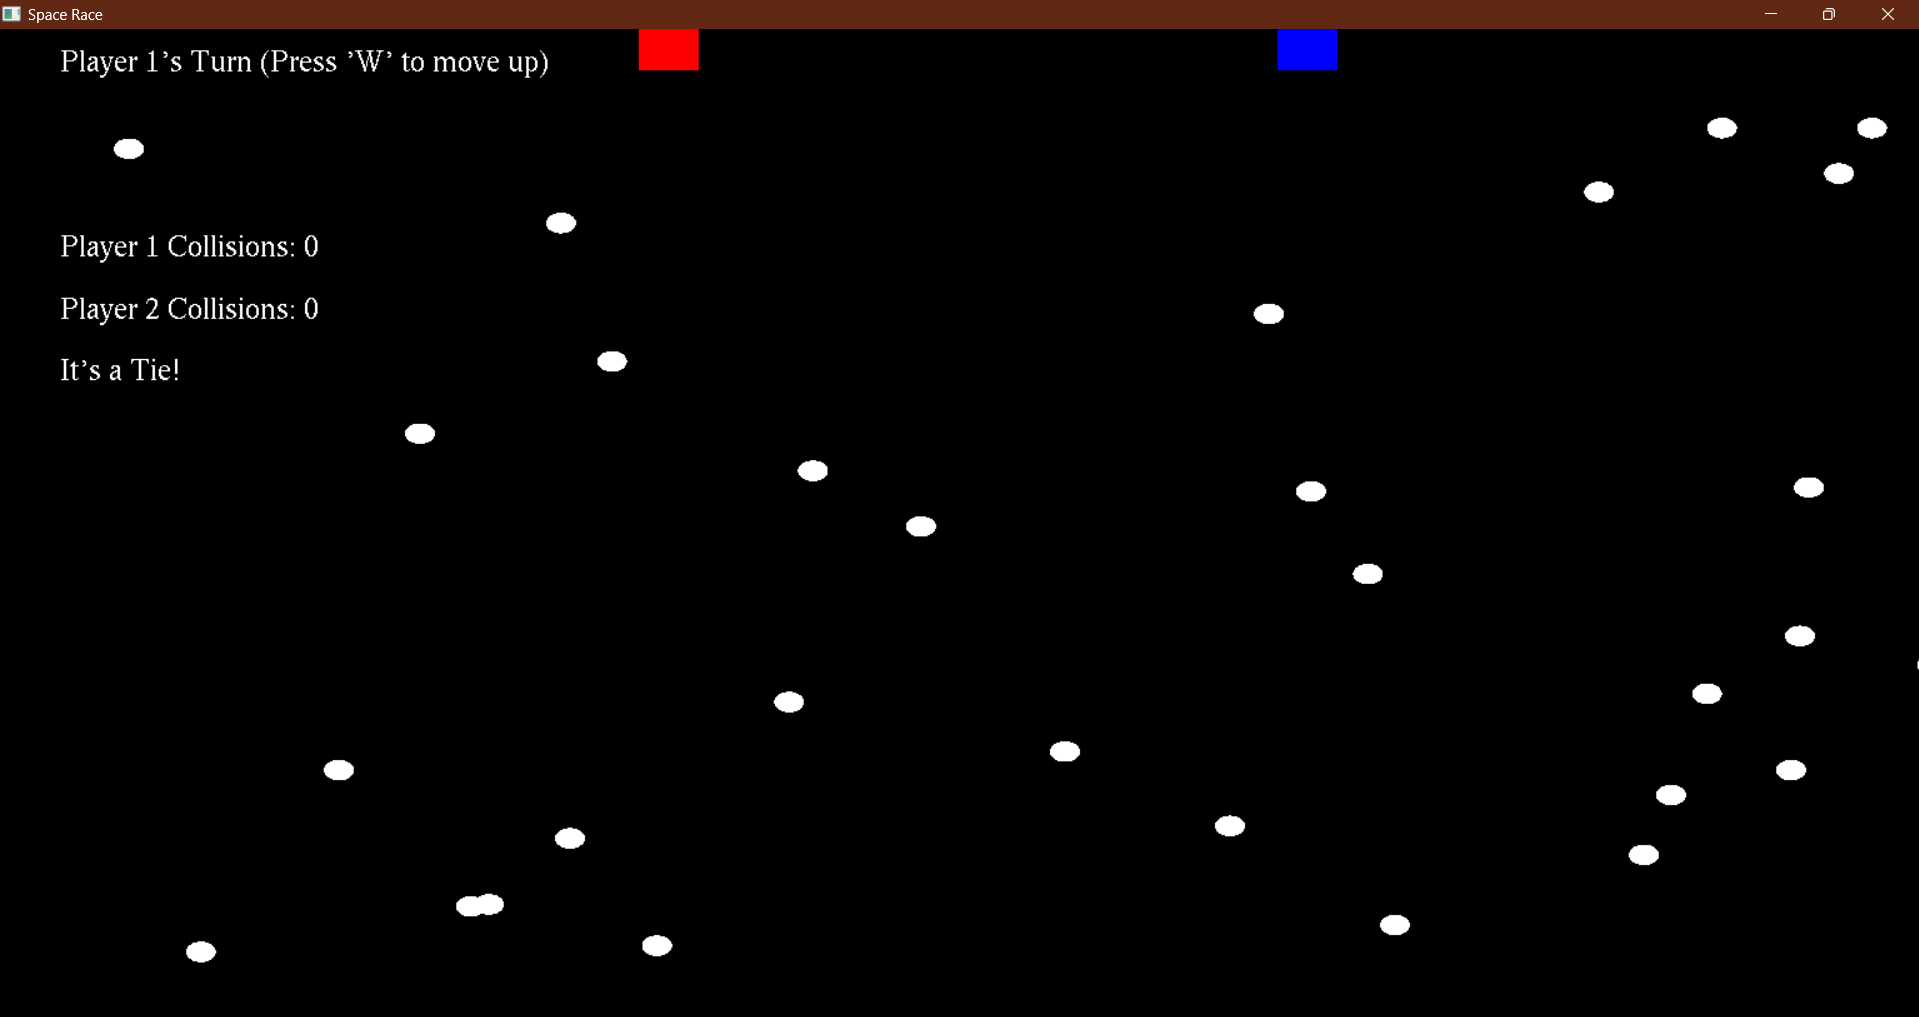 Space Race
Player 1’s Turn (Press ’W’ to move up)
Player 1 Collisions: 0
Player 2 Collisions: 0
It’s a Tie!